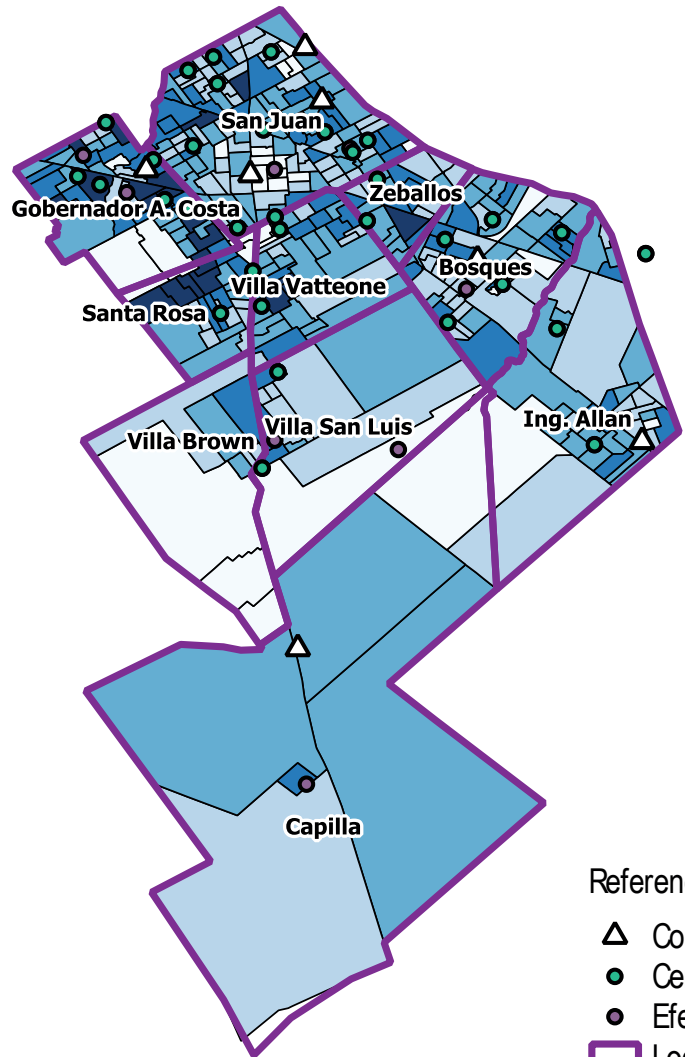 San Juan
Zeballos
Gobernador A. Costa
Bosques
Villa Vatteone
Santa Rosa
Ing. Allan
Villa San Luis
Villa Brown
Capilla
Referen
Co
Ce
Efe